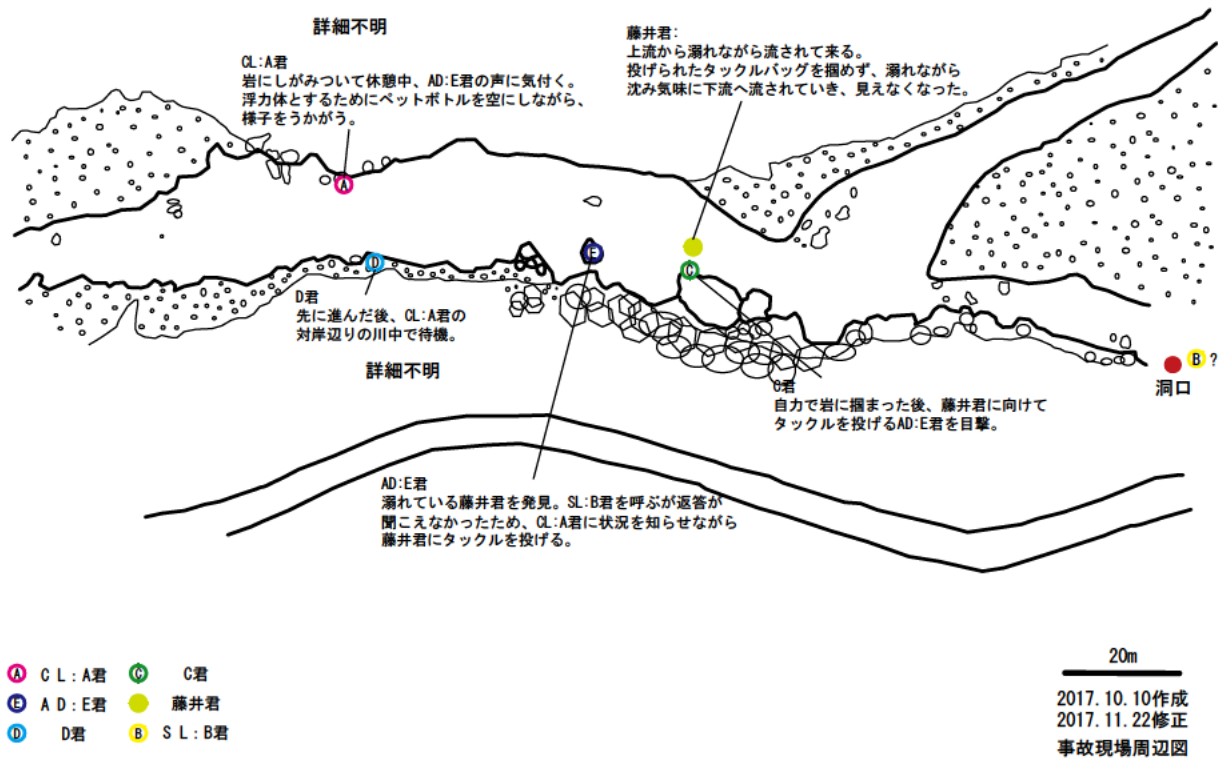 詳細不明
CL:A君
岩にしがみついて休憩中、AD:E君の声に気付く。
浮力体とするためにペットボトルを空にしながら、
様子をうかがう。
藤井君:
上流から溺れながら流されて来る。
投げられたタックルバッグを掴めず、溺れながら
沈み気味に下流へ流されていき、見えなくなった。
A
E
C
D
D君
先に進んだ後、CL:A君の
対岸辺りの川中で待機。
詳細不明
B ?
洞口
C君
自力で岩に掴まった後、藤井君に向けて
タックルを投げるAD:E君を目撃。
AD:E君
溺れている藤井君を発見。SL:B君を呼ぶが返答が
聞こえなかったため、CL:A君に状況を知らせながら
藤井君にタックルを投げる。
A CL:A君
C C君
E AD:E君
藤井君
D D君
B SL:B君
20m
2017.10.10作成
2017.11.22修正
事故現場周辺図